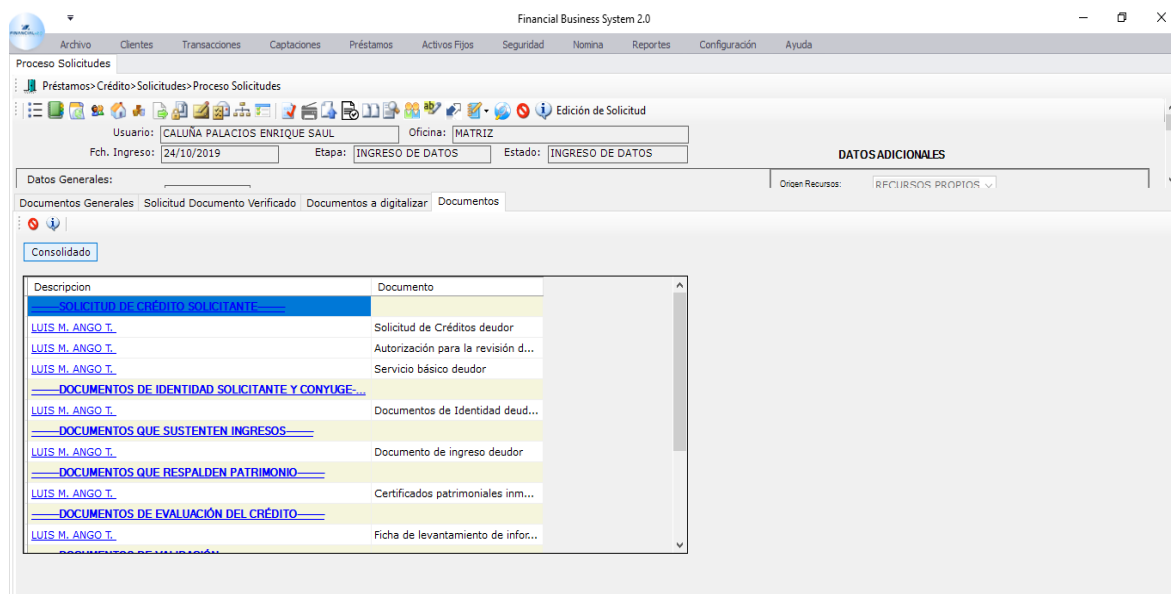 Financial Business System 2.0
FINANCIAL
Archivo Clientes Transacciones Captaciones Préstamos Activos Fijos Seguridad Nomina Reportes Configuración Ayuda
Proceso Solicitudes
Préstamos>Crédito>Solicitudes>Proceso Solicitudes
Edición de Solicitud
Usuario: CALUÑA PALACIOS ENRIQUE SAUL Oficina: MATRIZ
Fch. Ingreso: 24/10/2019 Etapa: INGRESO DE DATOS Estado: INGRESO DE DATOS DATOS ADICIONALES
Datos Generales: Origen Recursos: RECURSOS PROPIOS
Documentos Generales Solicitud Documento Verificado Documentos a digitalizar Documentos
Consolidado
Descripcion Documento
——SOLICITUD DE CRÉDITO SOLICITANTE——
LUIS M. ANGO T. Solicitud de Créditos deudor
LUIS M. ANGO T. Autorización para la revisión d...
LUIS M. ANGO T. Servicio básico deudor
——DOCUMENTOS DE IDENTIDAD SOLICITANTE Y CONYUGE-...
LUIS M. ANGO T. Documentos de Identidad deud...
——DOCUMENTOS QUE SUSTENTEN INGRESOS——
LUIS M. ANGO T. Documento de ingreso deudor
——DOCUMENTOS QUE RESPALDEN PATRIMONIO——
LUIS M. ANGO T. Certificados patrimoniales inm...
——DOCUMENTOS DE EVALUACIÓN DEL CRÉDITO——
LUIS M. ANGO T. Ficha de levantamiento de infor...
——DOCUMENTOS DE VALIDACIÓN